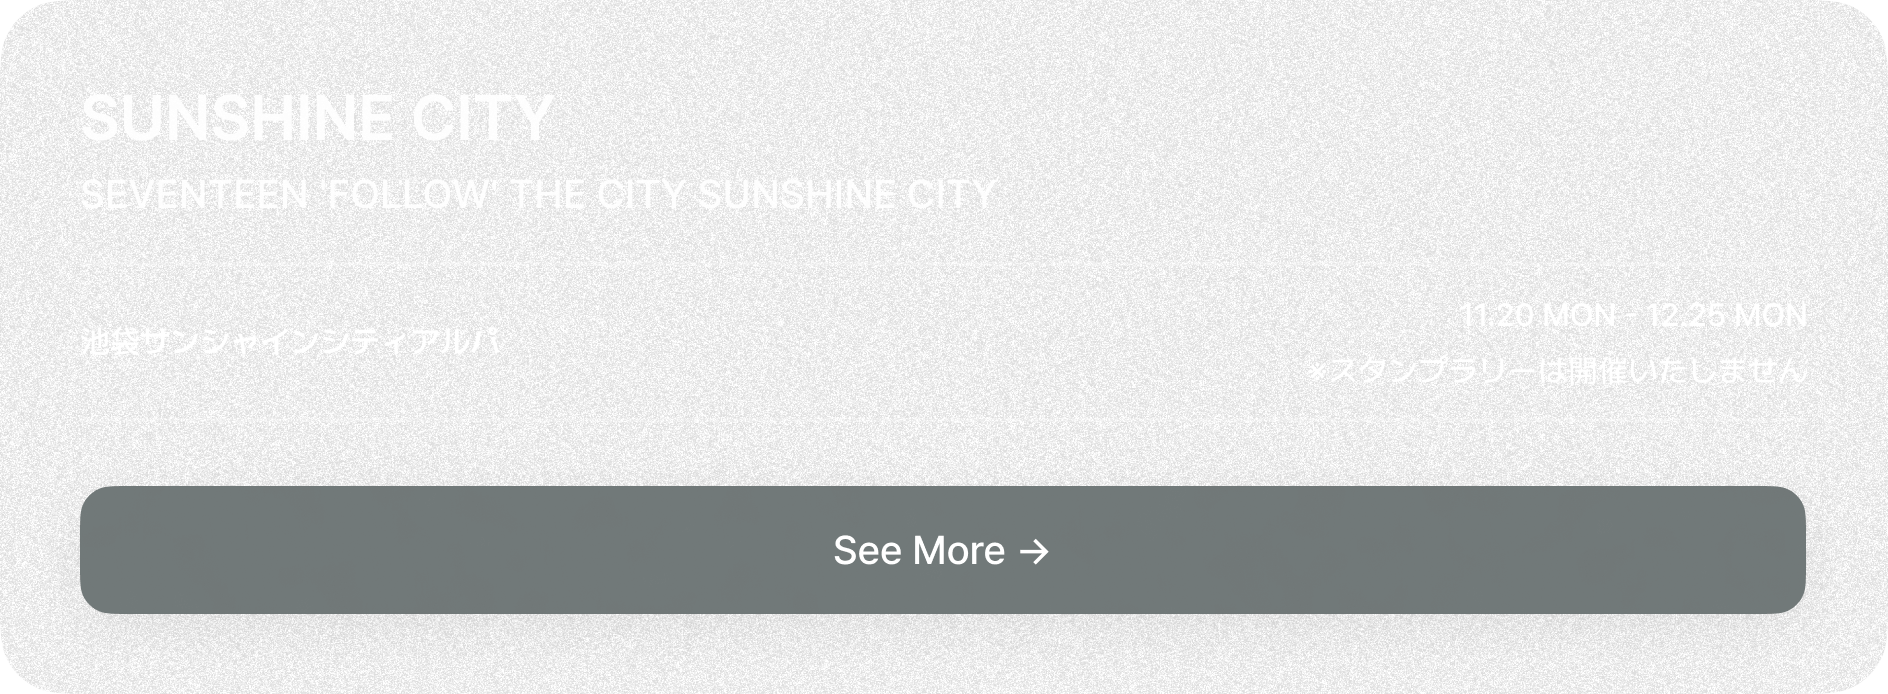 SUNSHINE CITY
SEVENTEEN 'FOLLOW' THE CITY SUNSHINE CITY
池袋サンシャインシティアルパ
11.20 MON - 12.25 MON
※スタンプラリーは開催いたしません
See More →